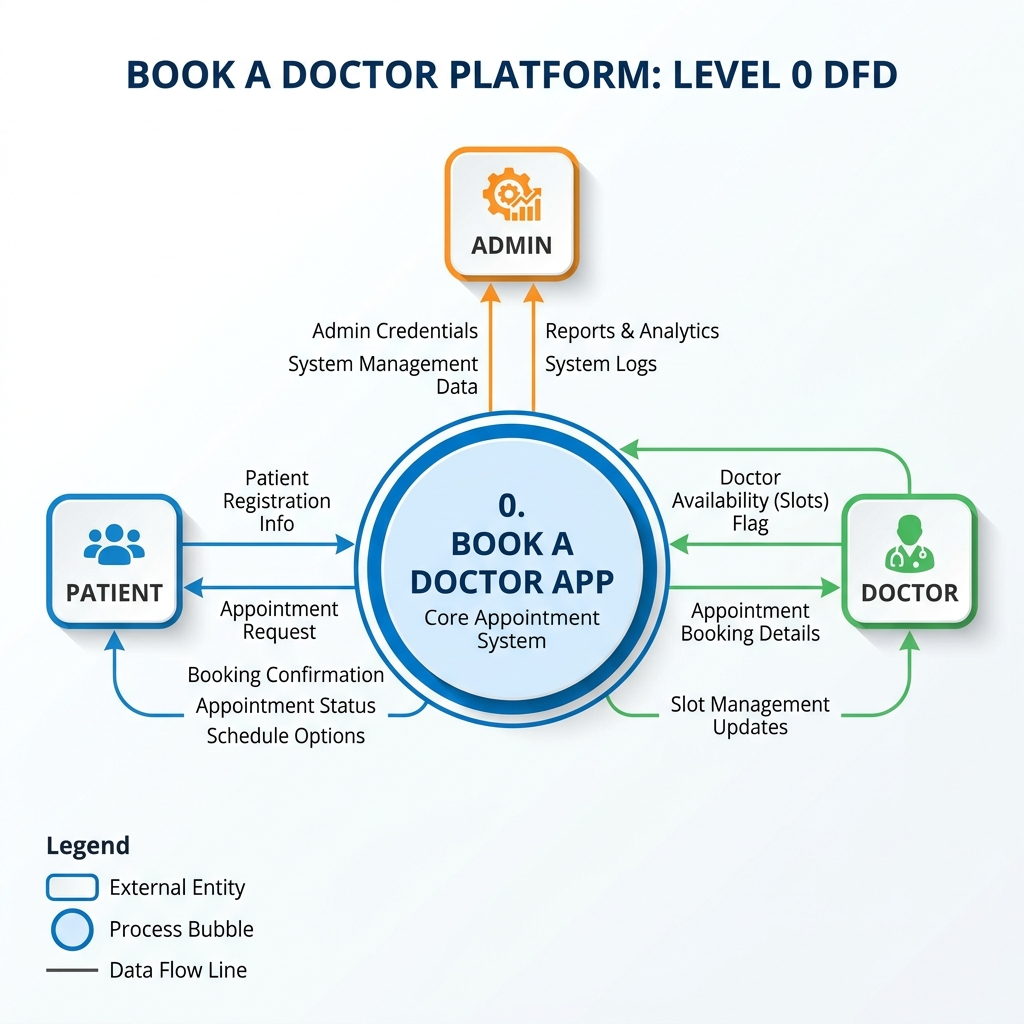 BOOK A DOCTOR PLATFORM: LEVEL 0 DFD
ADMIN
Admin Credentials
System Management
Data
Reports & Analytics
System Logs
Patient
Registration
Info
PATIENT
Appointment
Request
Booking Confirmation
Appointment Status
Schedule Options
0.
BOOK A
DOCTOR APP
Core Appointment
System
Doctor
Availability (Slots)
Flag
DOCTOR
Appointment
Booking Details
Slot Management
Updates
Legend
External Entity
Process Bubble
Data Flow Line